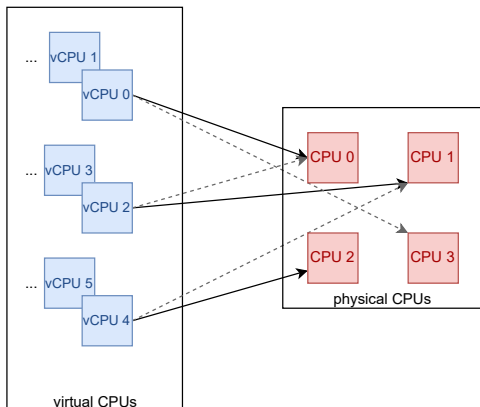 ... vCPU 1
vCPU 0
... vCPU 3
vCPU 2
... vCPU 5
vCPU 4
virtual CPUs
CPU 0
CPU 1
CPU 2
CPU 3
physical CPUs